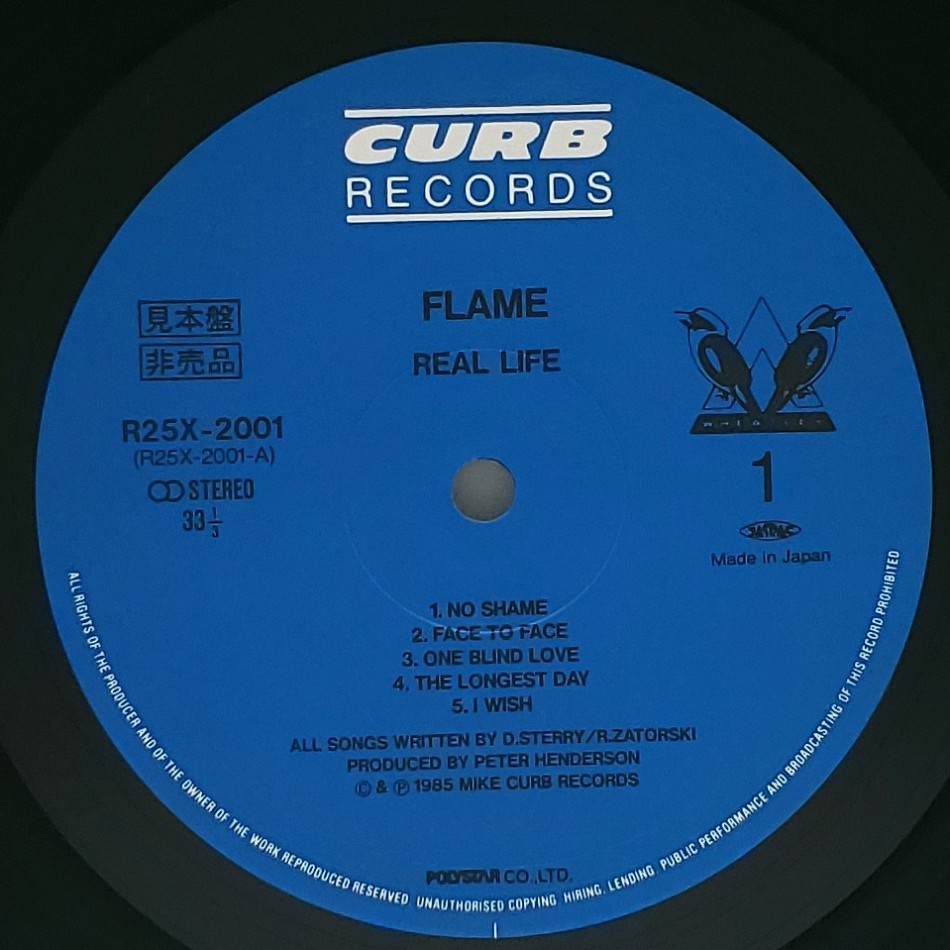 CURB
RECORDS
FLAME
REAL LIFE
見本盤
非売品
R25X-2001
(R25X-2001-A)
STEREO
33 1/3
1
Made in Japan
1. NO SHAME
2. FACE TO FACE
3. ONE BLIND LOVE
4. THE LONGEST DAY
5. I WISH
ALL SONGS WRITTEN BY D.STERRY/R.ZATORSKI
PRODUCED BY PETER HENDERSON
© & ℗ 1985 MIKE CURB RECORDS
POLYSTAR CO.,LTD.
ALL RIGHTS OF THE PRODUCER AND OF THE OWNER OF THE WORK REPRODUCED RESERVED UNAUTHORISED COPYING HIRING. LENDING PUBLIC PERFORMANCE AND BROADCASTING OF THIS RECORD PROHIBITED